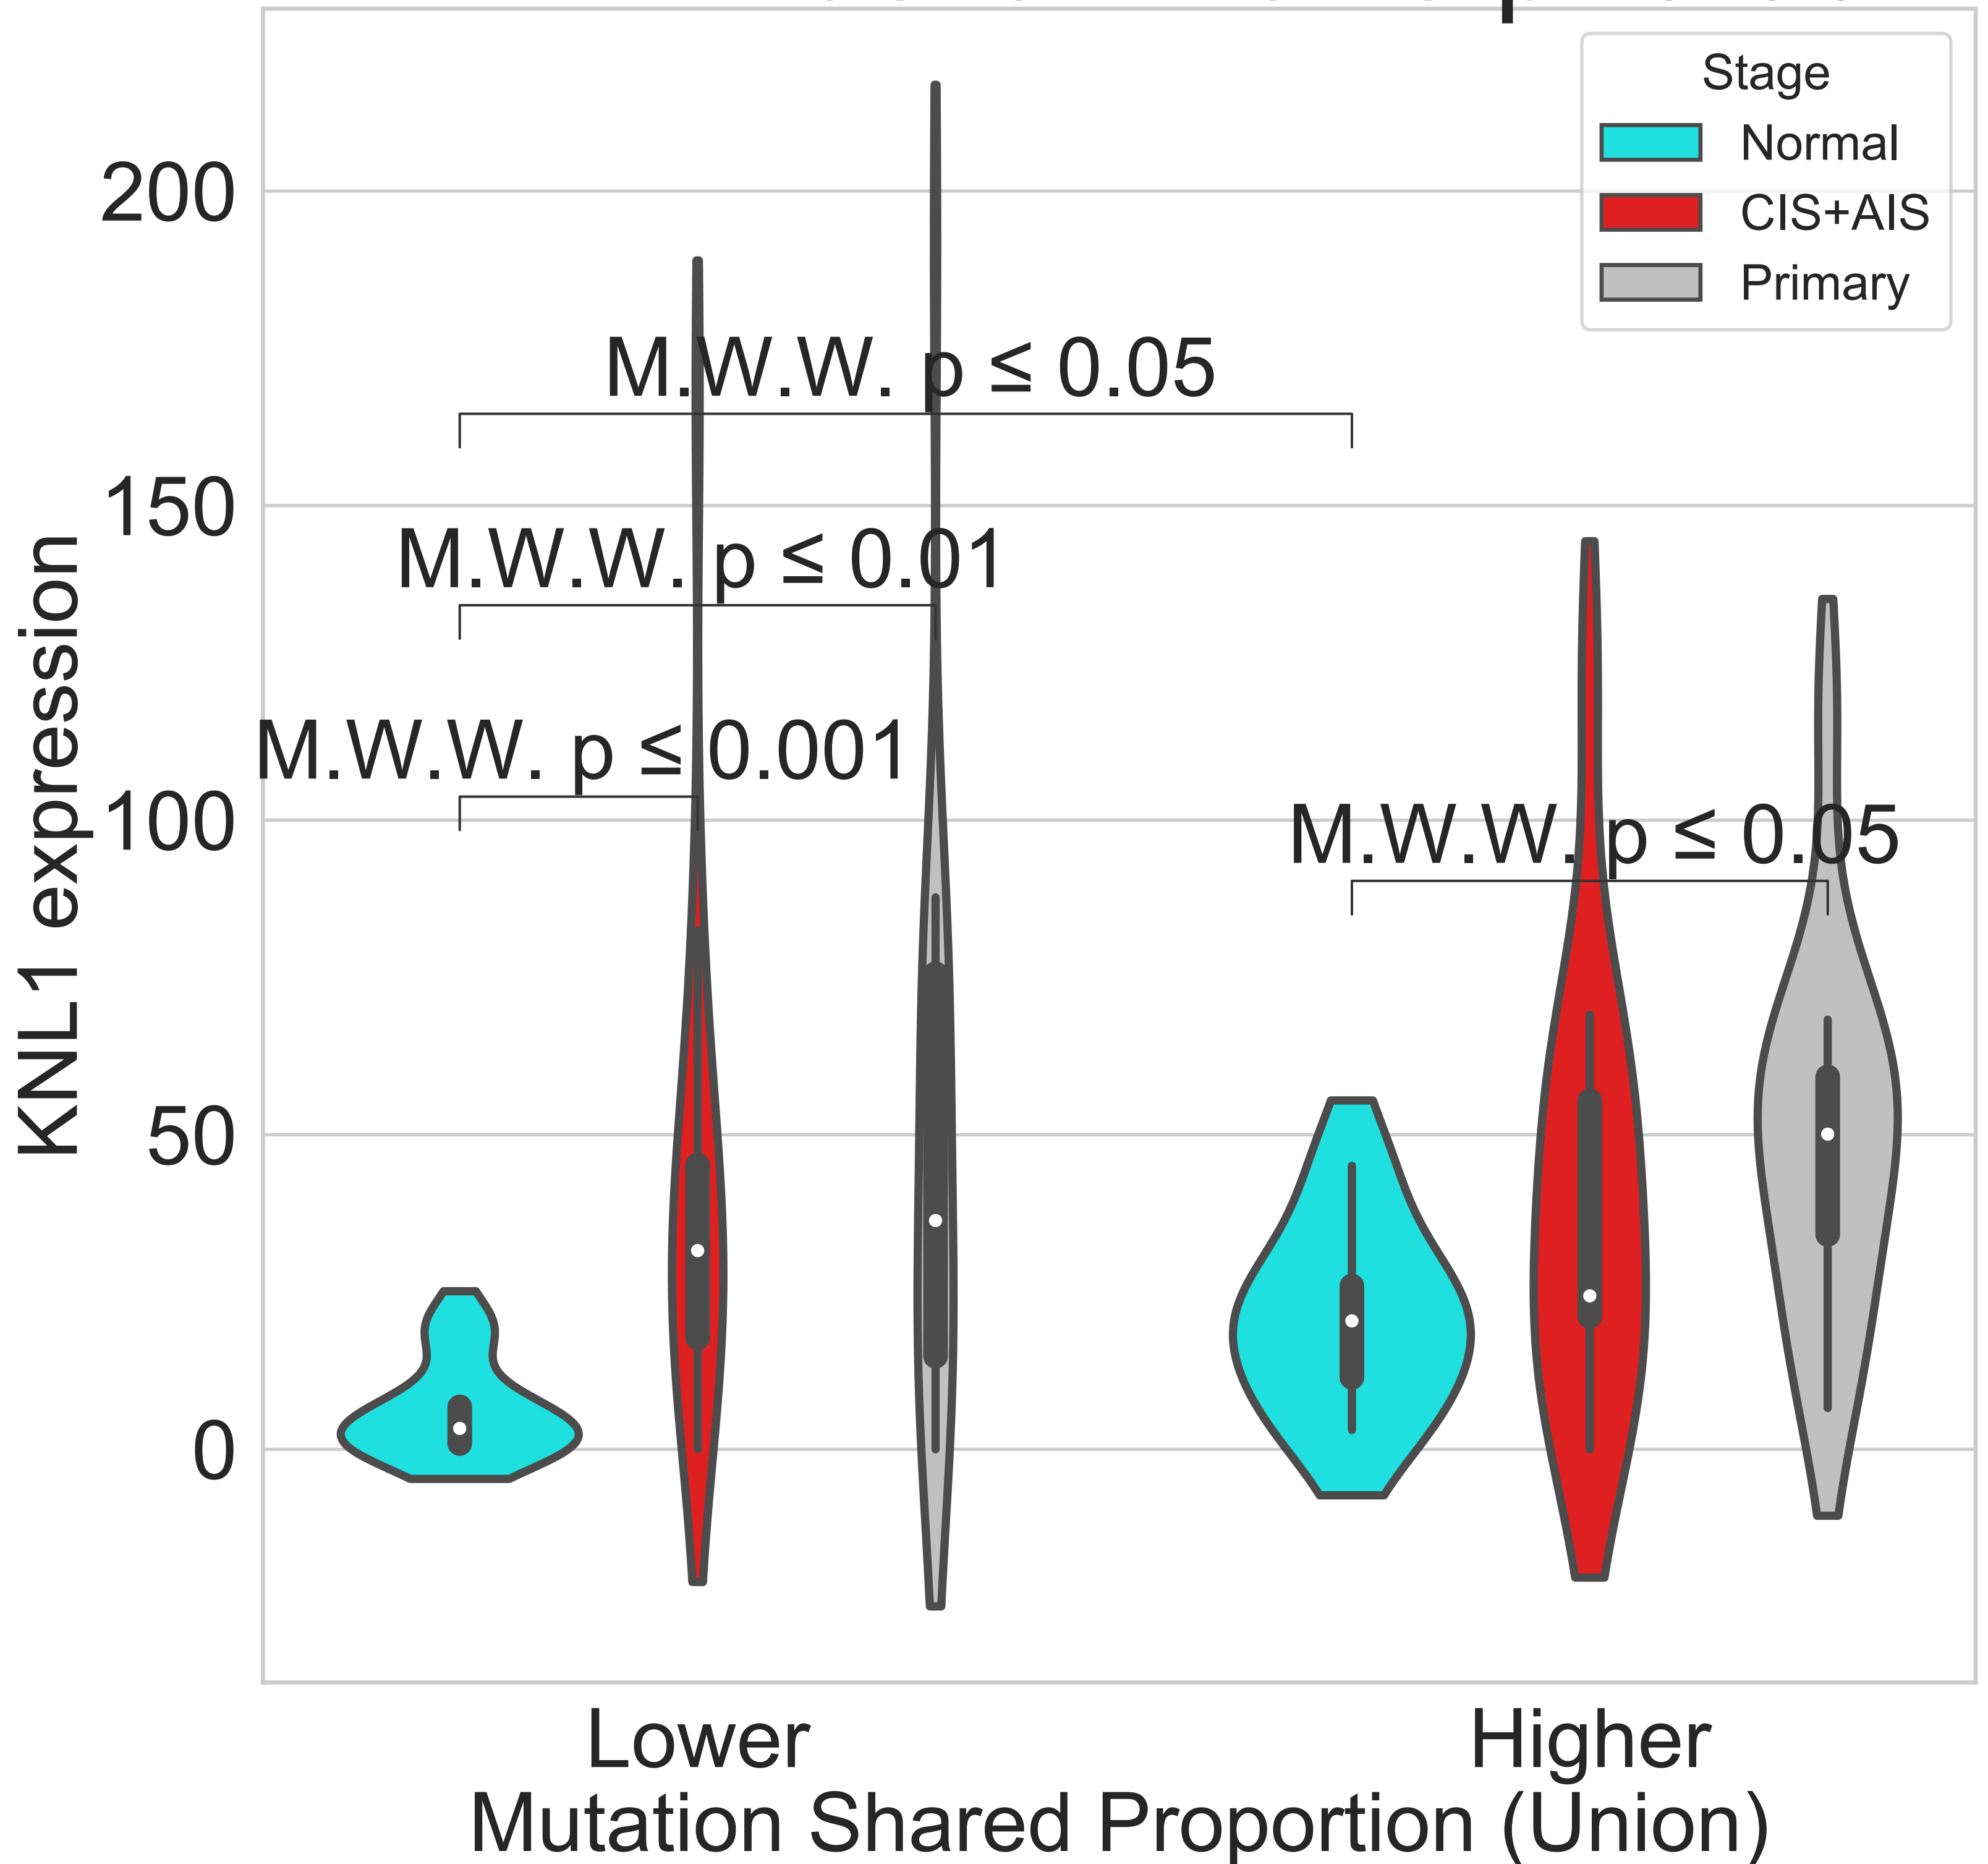 Stage
Normal
CIS+AIS
Primary
200
150
100
50
0
KNL1 expression
M.W.W. p ≤ 0.05
M.W.W. p ≤ 0.01
M.W.W. p ≤ 0.001
M.W.W. p ≤ 0.05
Lower
Higher
Mutation Shared Proportion (Union)